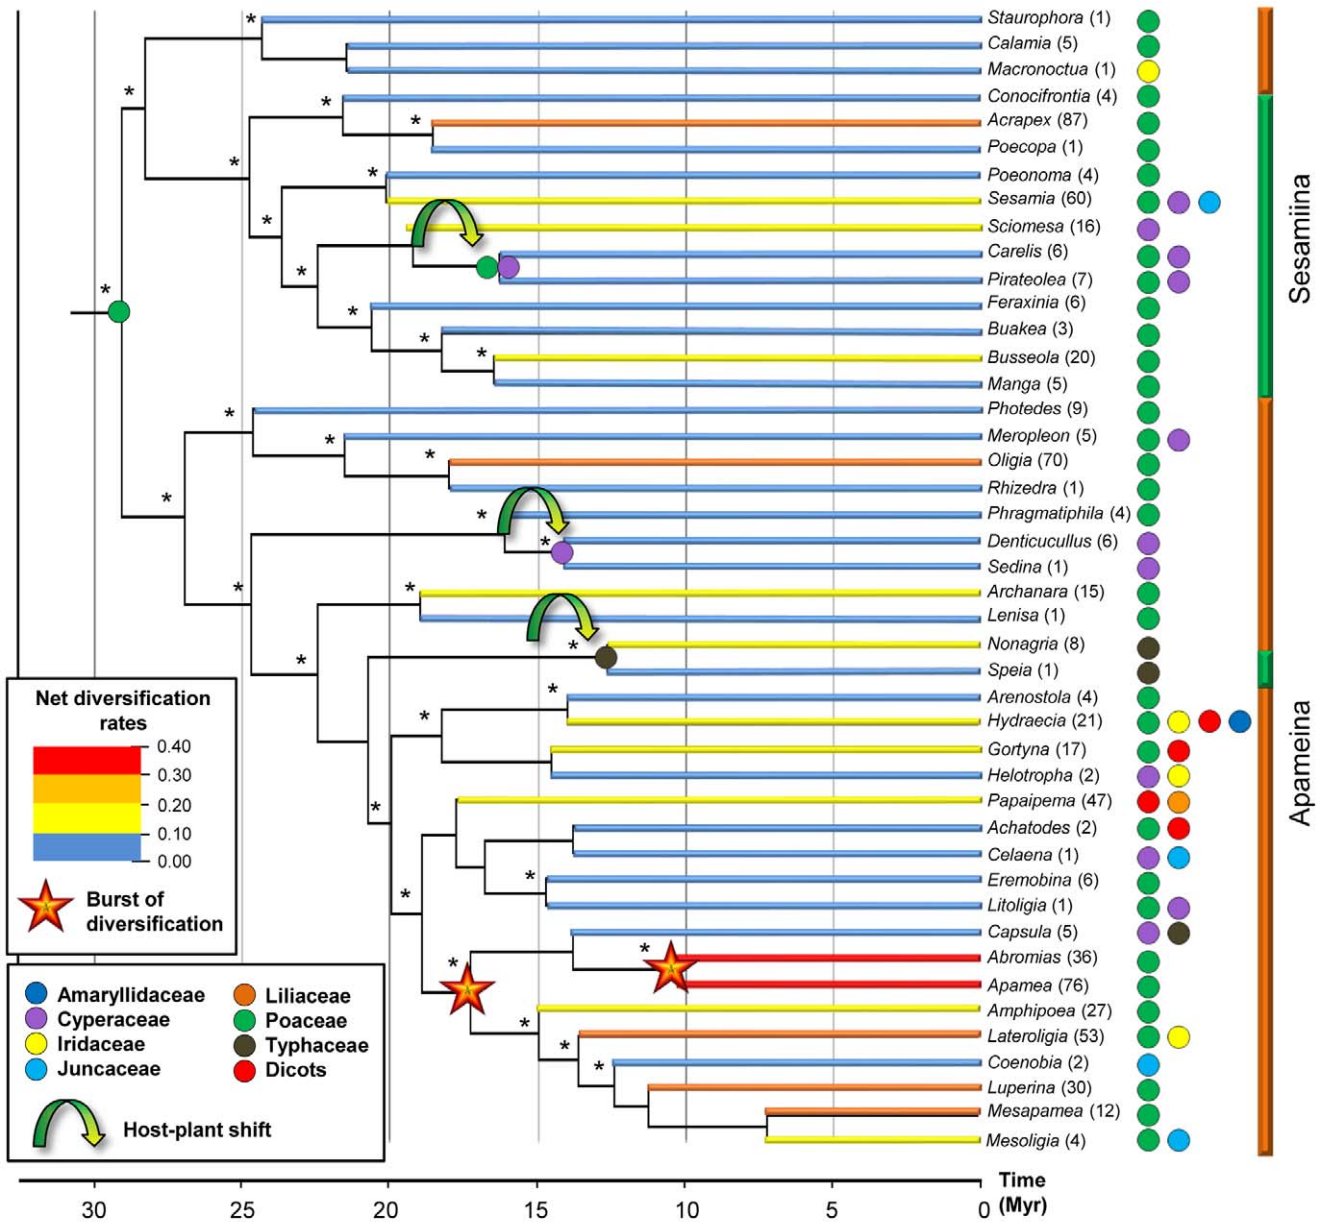 Staurophora (1)
Calamia (5)
Macronoctua (1)
Conocifrontia (4)
Acrapex (87)
Poecopa (1)
Poeonoma (4)
Sesamia (60)
Sciomesa (16)
Carelis (6)
Pirateolea (7)
Feraxinia (6)
Buakea (3)
Busseola (20)
Manga (5)
Photedes (9)
Meropleon (5)
Oligia (70)
Rhizedra (1)
Phragmatiphila (4)
Denticucullus (6)
Sedina (1)
Archanara (15)
Lenisa (1)
Nonagria (8)
Speia (1)
Arenostola (4)
Hydraecia (21)
Gortyna (17)
Helotropha (2)
Papaipema (47)
Achatodes (2)
Celaena (1)
Eremobina (6)
Litoligia (1)
Capsula (5)
Abromias (36)
Apamea (76)
Amphipoea (27)
Lateroligia (53)
Coenobia (2)
Luperina (30)
Mesapamea (12)
Mesoligia (4)
Sesamiina
Apameina
Net diversification
rates
0.40
0.30
0.20
0.10
0.00
Burst of
diversification
Amaryllidaceae
Cyperaceae
Iridaceae
Juncaceae
Liliaceae
Poaceae
Typhaceae
Dicots
Host-plant shift
30 25 20 15 10 5 0
Time
(Myr)